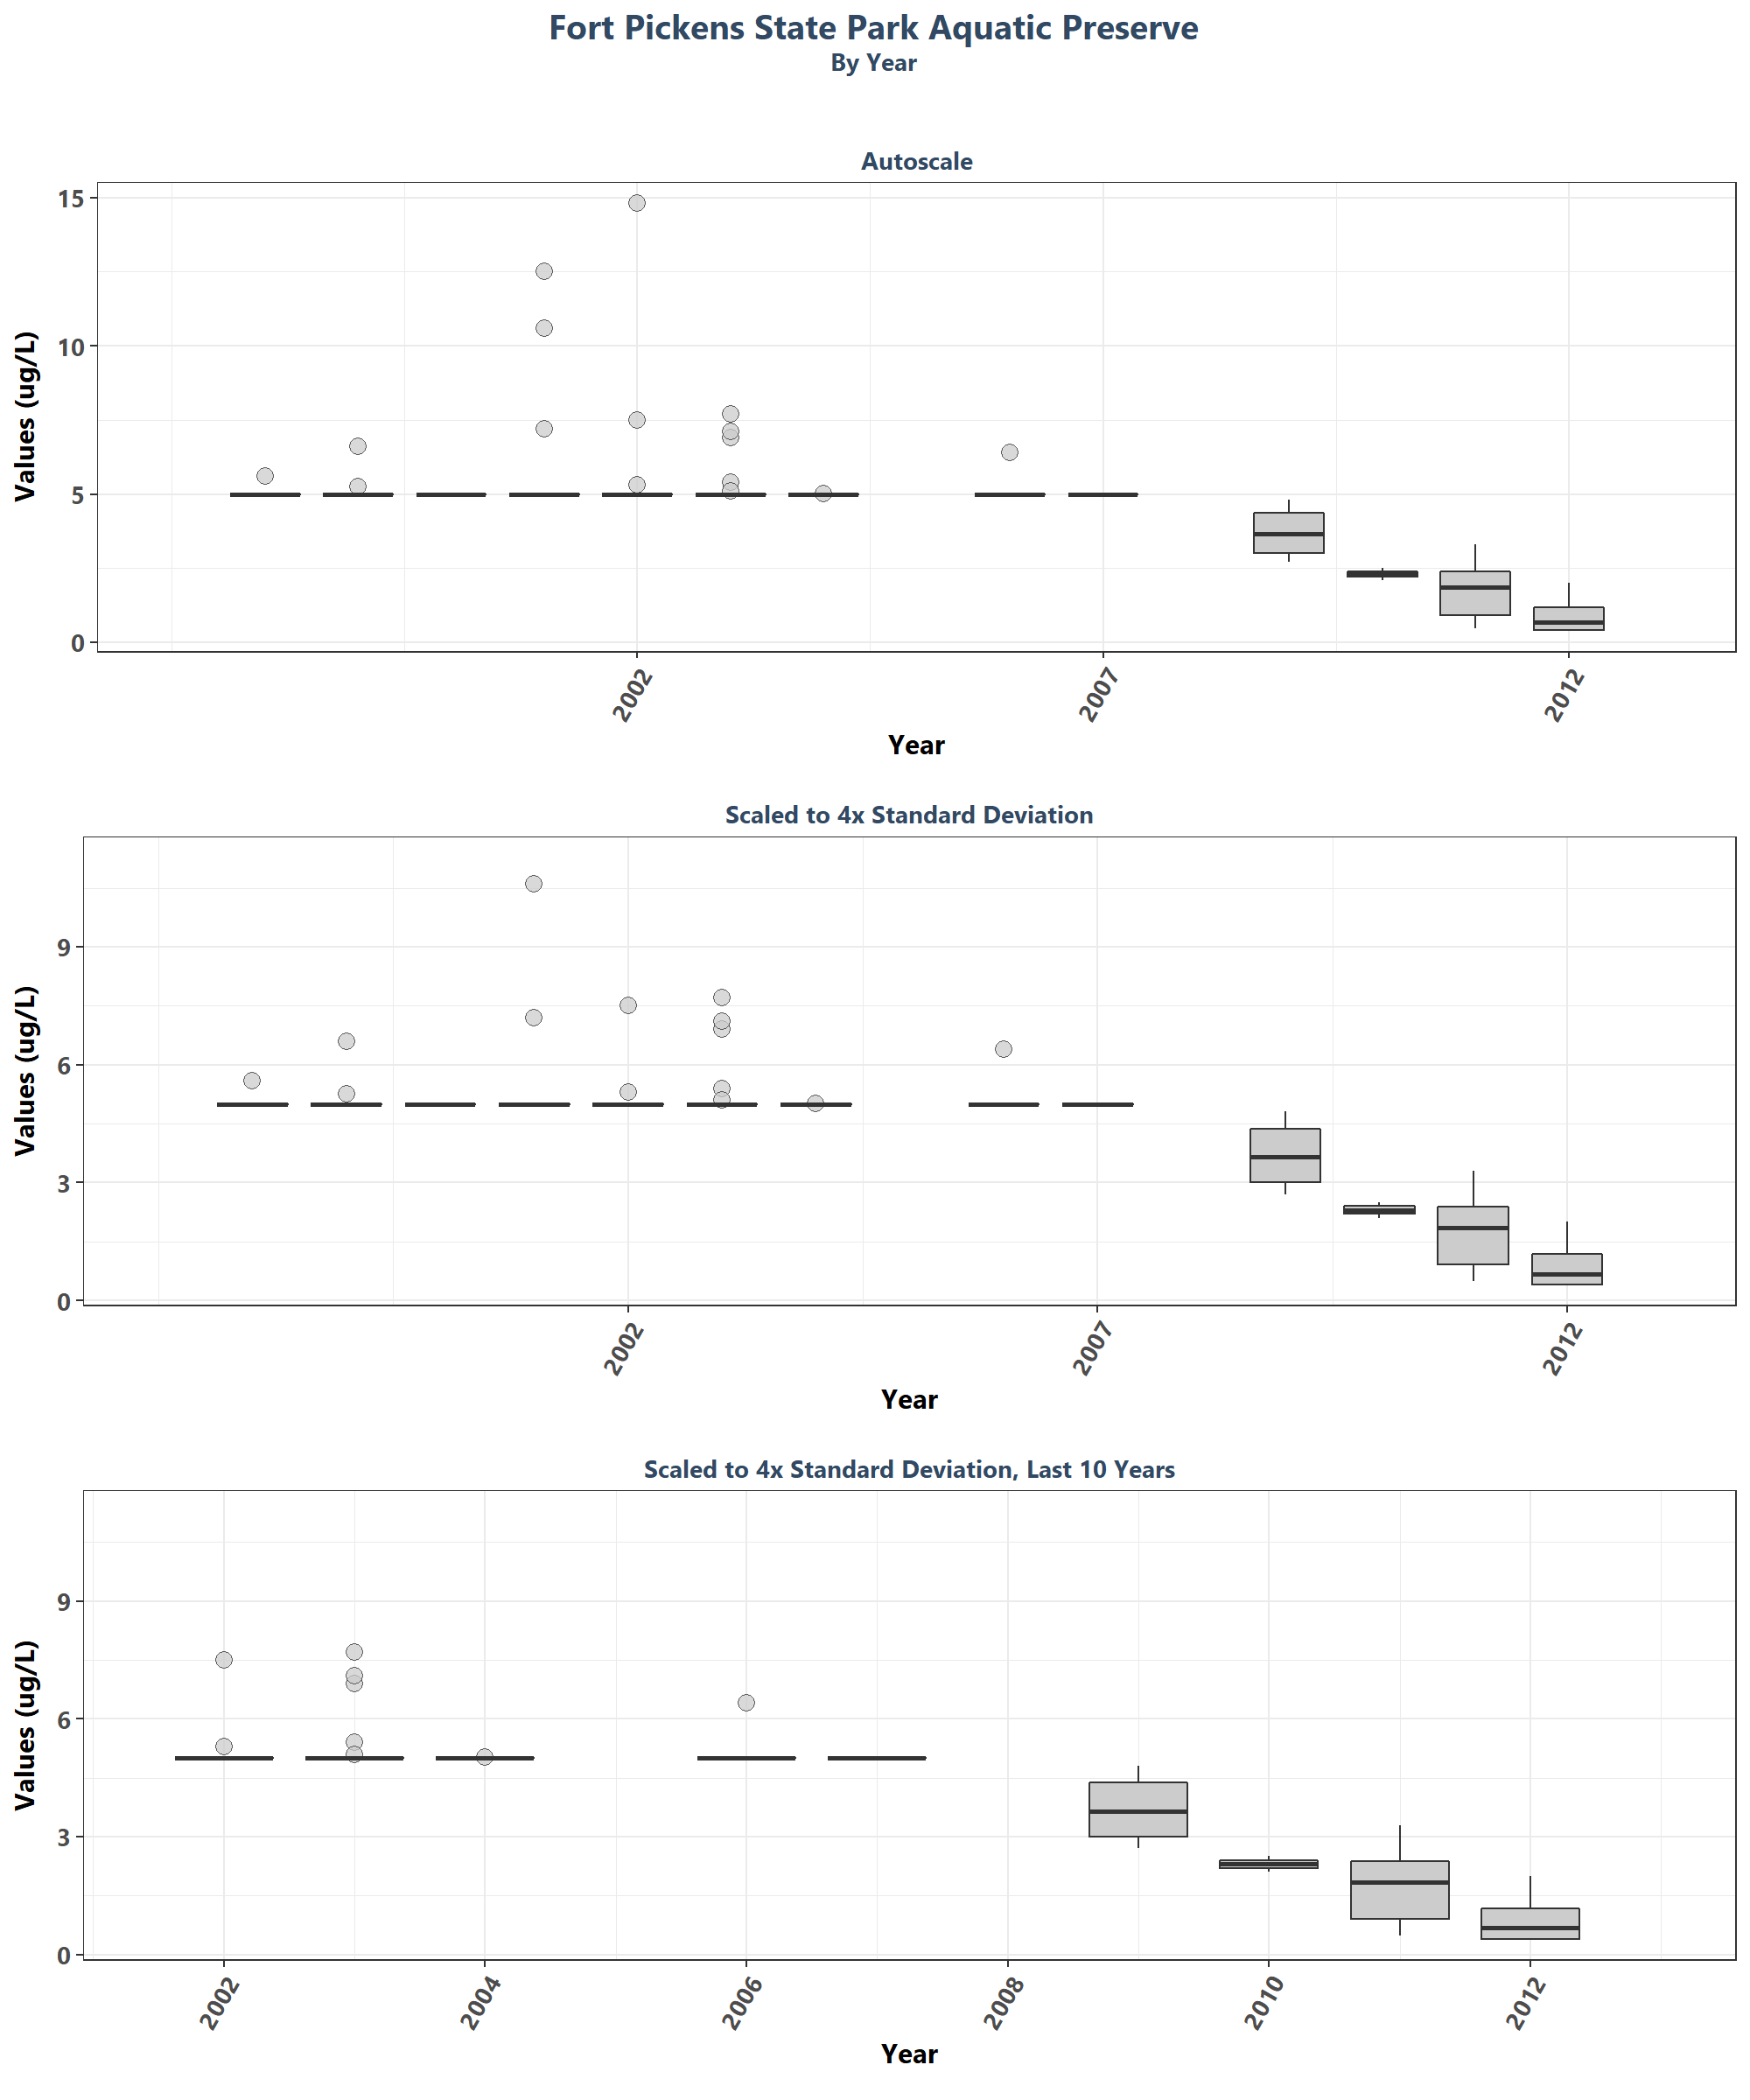 Fort Pickens State Park Aquatic Preserve
By Year
Autoscale
Values (ug/L)
15
10
5
0
2002
2007
2012
Year
Scaled to 4x Standard Deviation
Values (ug/L)
9
6
3
0
2002
2007
2012
Year
Scaled to 4x Standard Deviation, Last 10 Years
Values (ug/L)
9
6
3
0
2002
2004
2006
2008
2010
2012
Year